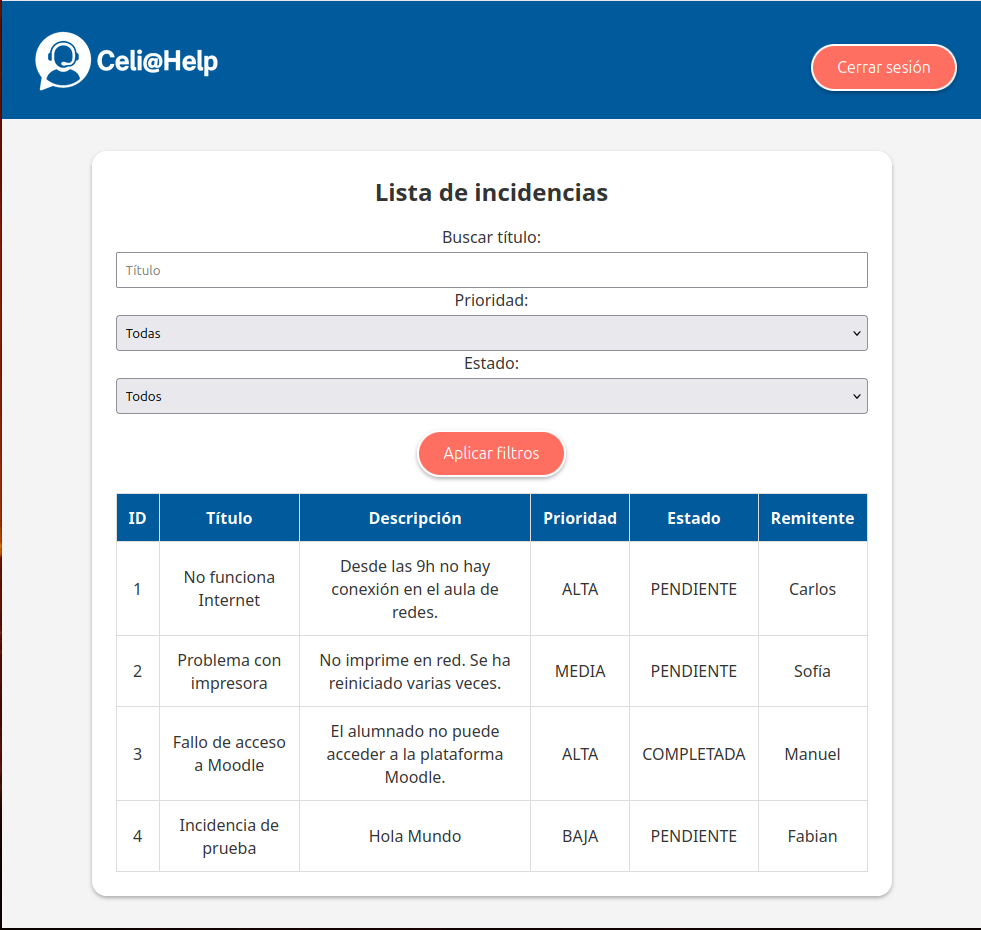 Celi@Help
Cerrar sesión
Lista de incidencias
Buscar título:
Título
Prioridad:
Todas
Estado:
Todos
Aplicar filtros
ID Título Descripción Prioridad Estado Remitente
1 No funciona Internet Desde las 9h no hay conexión en el aula de redes. ALTA PENDIENTE Carlos
2 Problema con impresora No imprime en red. Se ha reiniciado varias veces. MEDIA PENDIENTE Sofía
3 Fallo de acceso a Moodle El alumnado no puede acceder a la plataforma Moodle. ALTA COMPLETADA Manuel
4 Incidencia de prueba Hola Mundo BAJA PENDIENTE Fabian